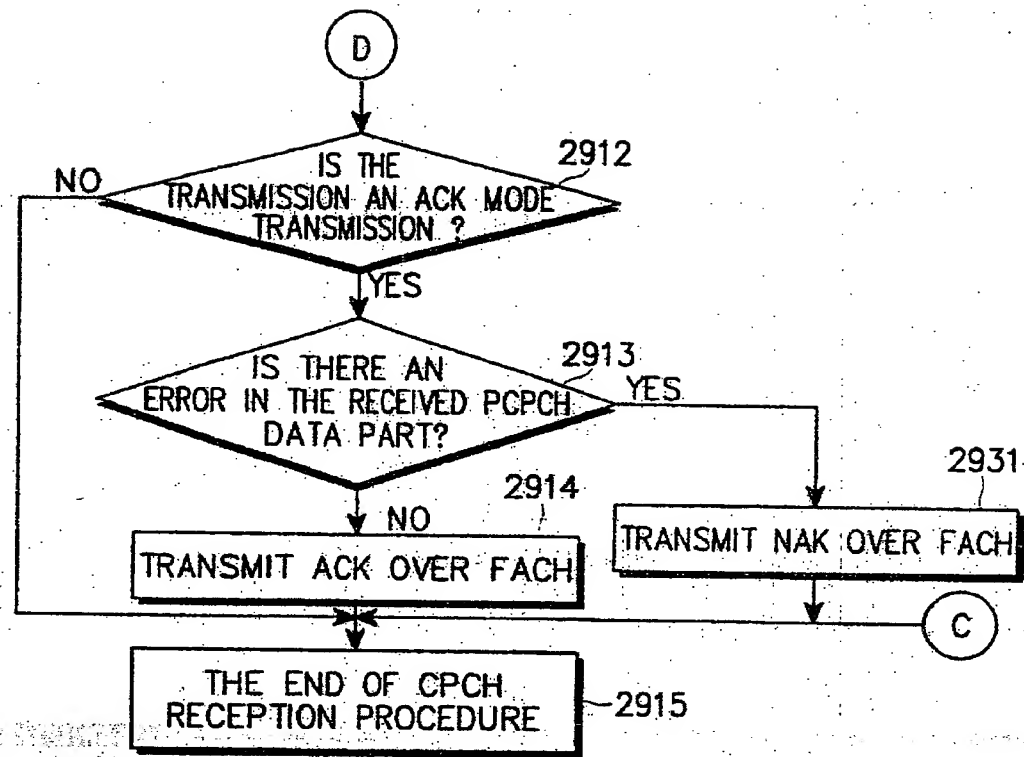 D
IS THE
TRANSMISSION AN ACK MODE
TRANSMISSION ?
2912
NO
YES
IS THERE AN
ERROR IN THE RECEIVED PCPCH
DATA PART?
2913
YES
NO
2914
TRANSMIT ACK OVER FACH
2931
TRANSMIT NAK OVER FACH
C
THE END OF CPCH
RECEPTION PROCEDURE
2915